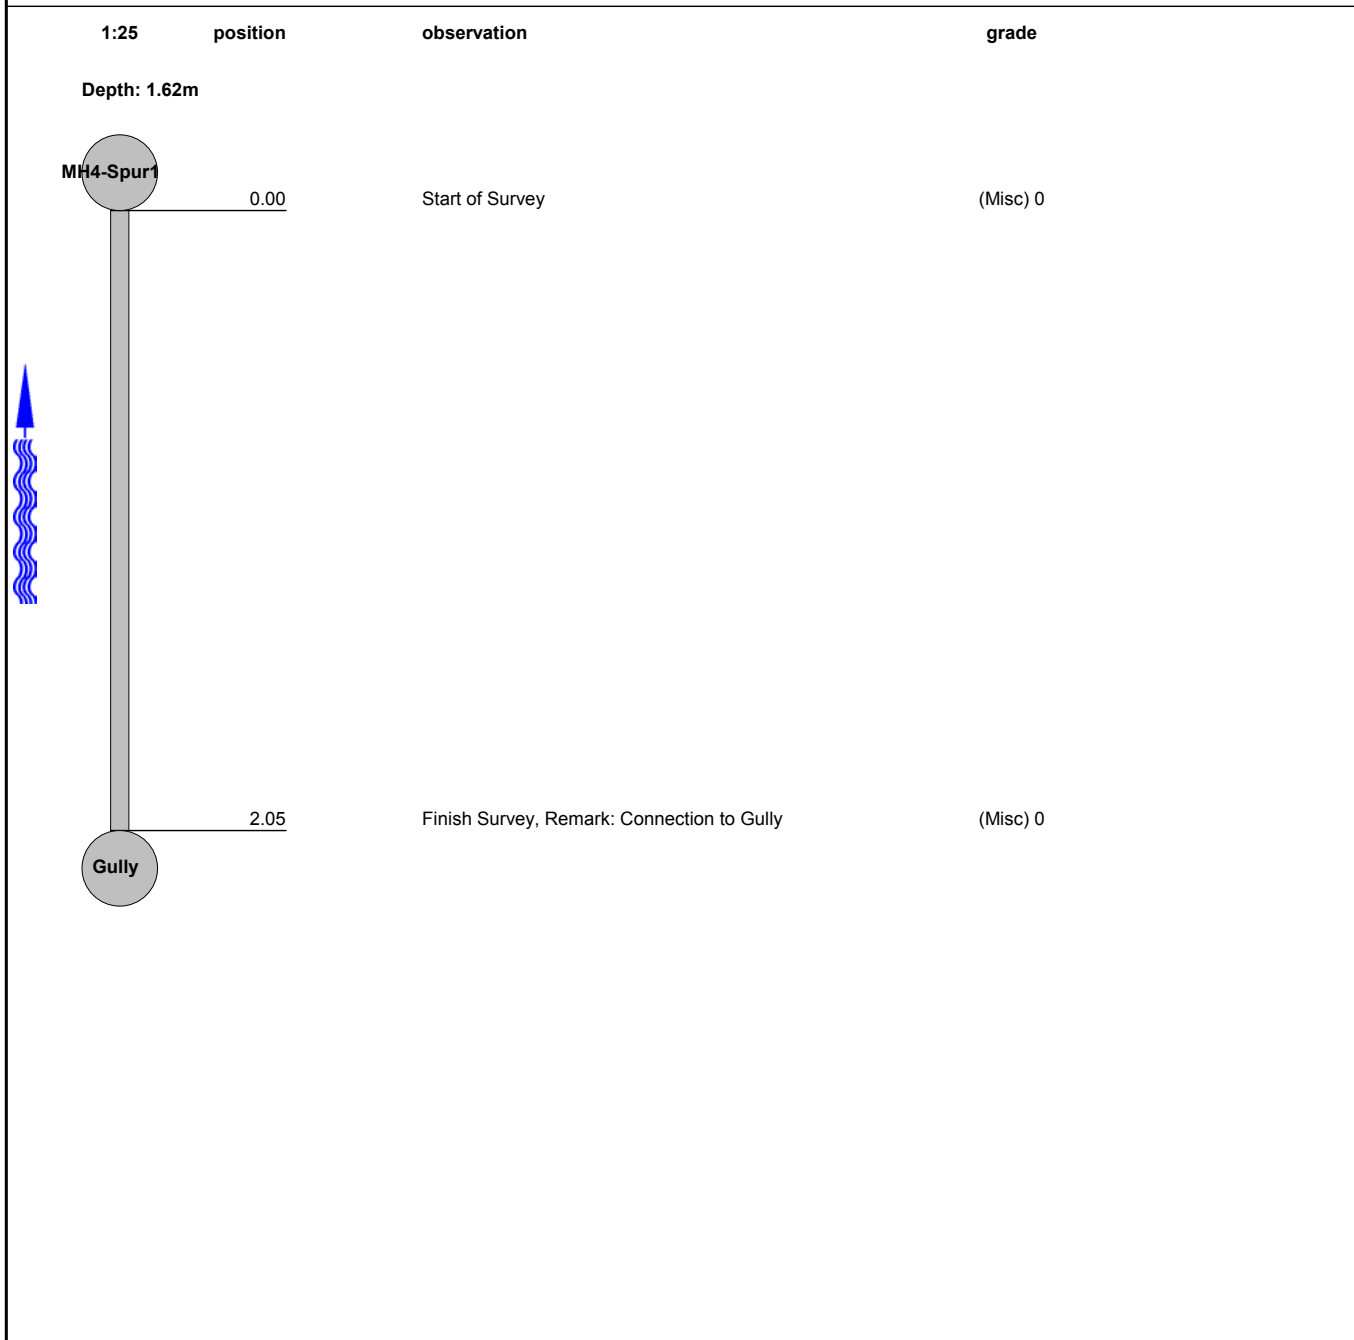 1:25 position observation grade
Depth: 1.62m
MH4-Spur1
0.00 Start of Survey (Misc) 0
2.05 Finish Survey, Remark: Connection to Gully (Misc) 0
Gully